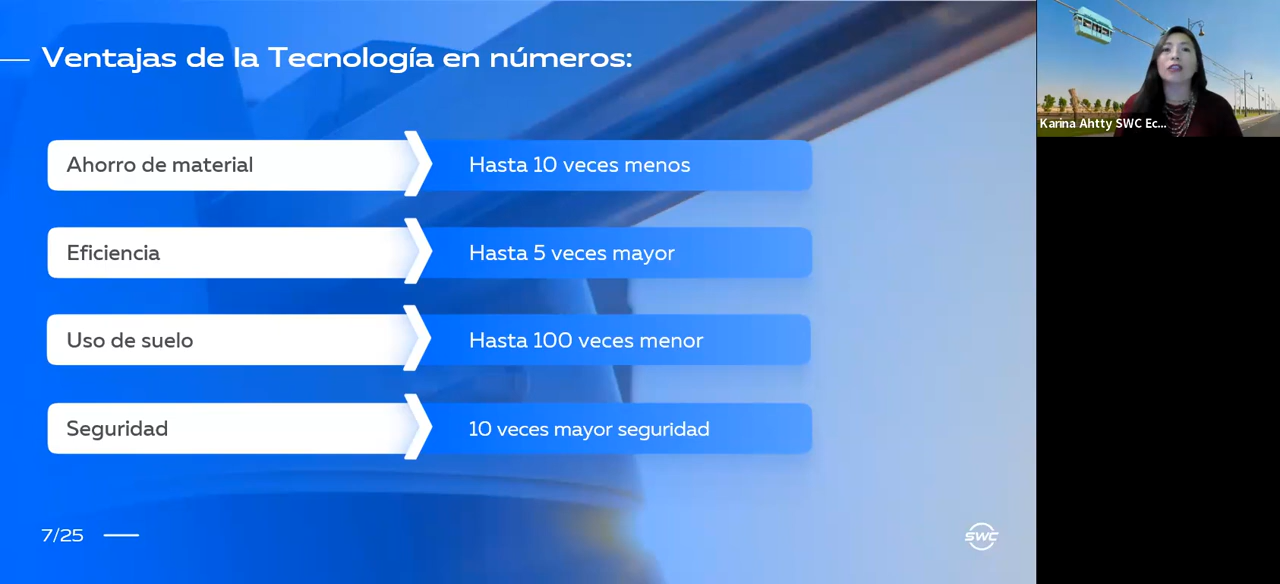 Ventajas de la Tecnología en números:
Ahorro de material
Hasta 10 veces menos
Eficiencia
Hasta 5 veces mayor
Uso de suelo
Hasta 100 veces menor
Seguridad
10 veces mayor seguridad
7/25
SWC
Karina Ahtty SWC Ec...